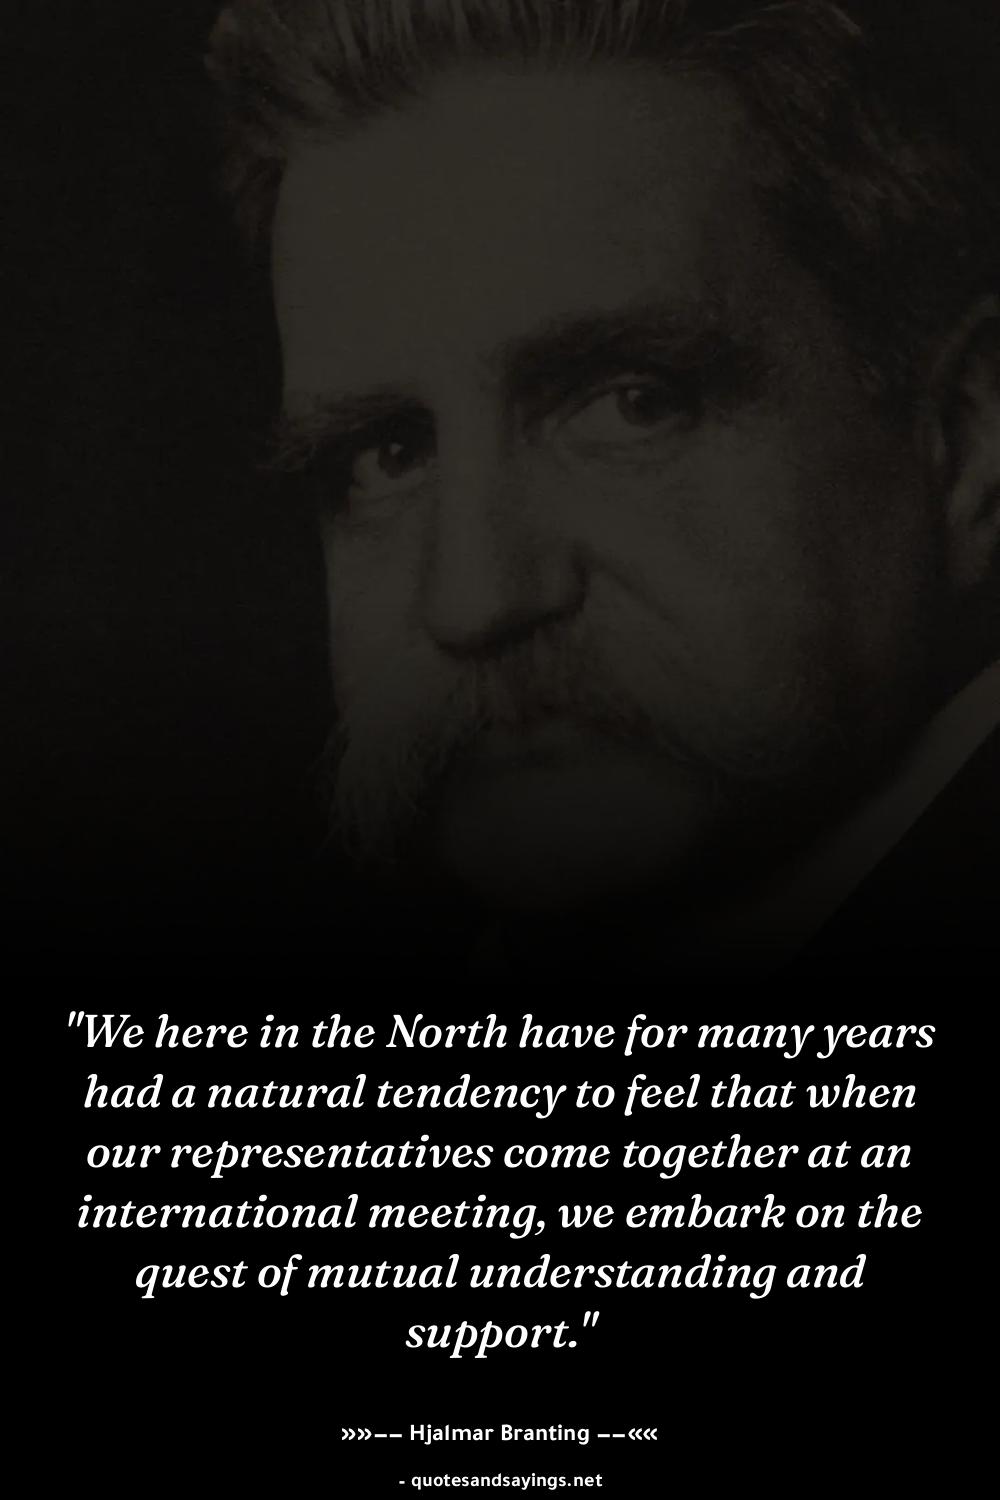 "We here in the North have for many years
had a natural tendency to feel that when
our representatives come together at an
international meeting, we embark on the
quest of mutual understanding and
support."
»»–– Hjalmar Branting ––««
- quotesandsayings.net